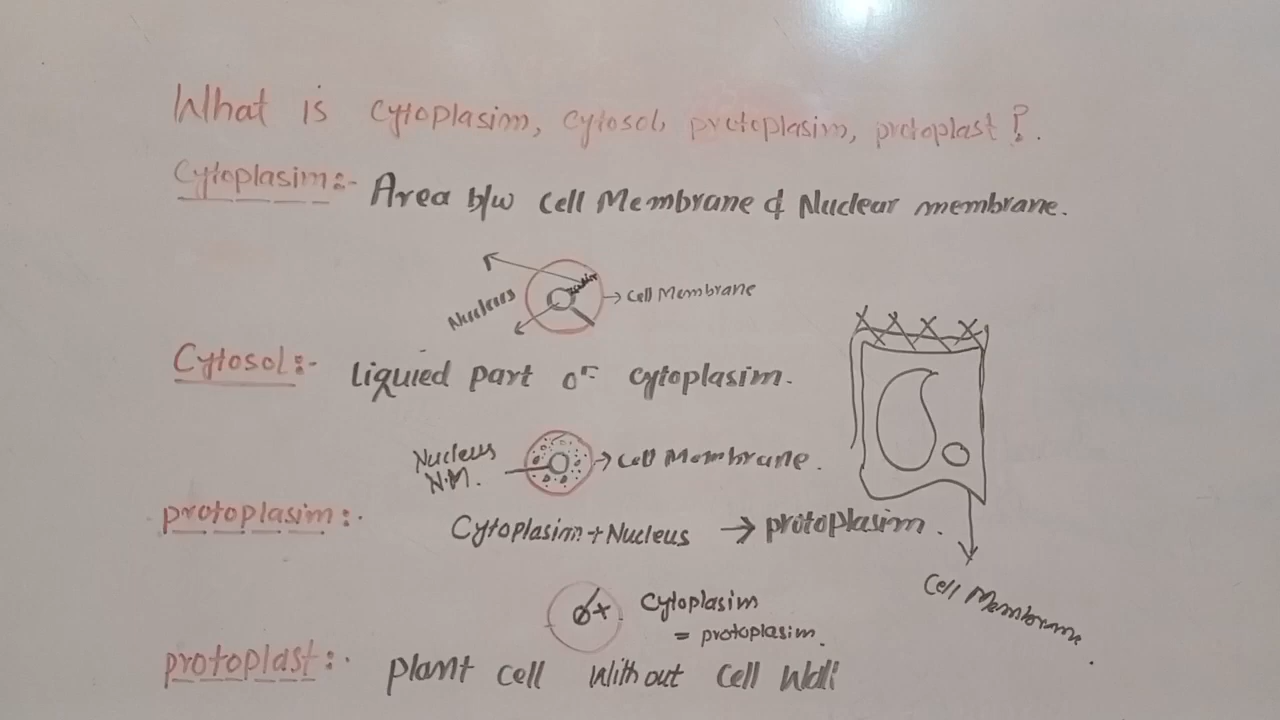 What is cytoplasim, cytosol, protoplasim, protoplast?.
Cytoplasim:- Area b/w Cell Membrane & Nuclear membrane.
Nucleus
→ Cell Membrane
Cytosol:- Liquied part of cytoplasim.
Nucleus
N.M.
→ Cell Membrane.
protoplasim:- Cytoplasim + Nucleus → protoplasim.
Cell Membrane.
Cytoplasim
= protoplasim.
protoplast:- plant cell without cell Wall